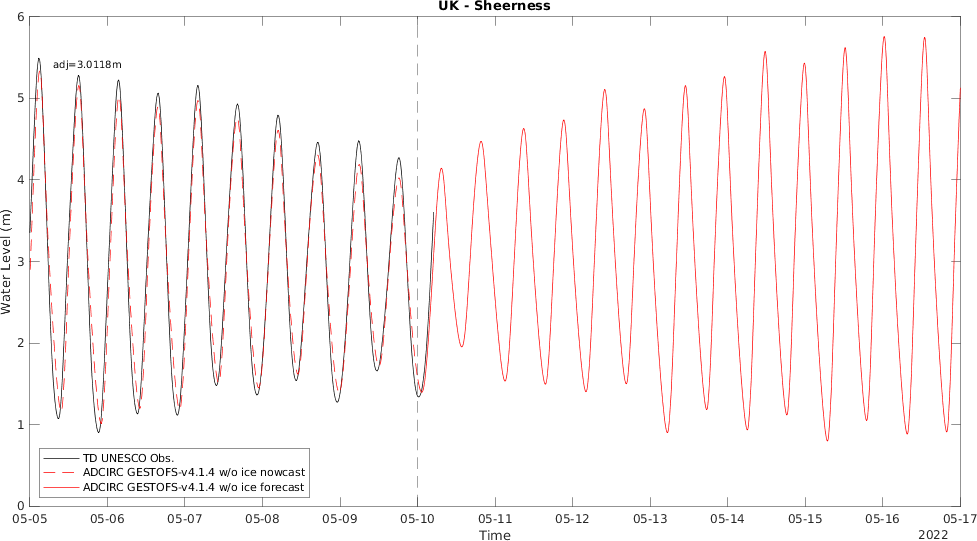 UK - Sheerness
adj=3.0118m
Water Level (m)
6
5
4
3
2
1
0
TD UNESCO Obs.
ADCIRC GESTOFS-v4.1.4 w/o ice nowcast
ADCIRC GESTOFS-v4.1.4 w/o ice forecast
05-05 05-06 05-07 05-08 05-09 05-10 05-11 05-12 05-13 05-14 05-15 05-16 05-17
Time
2022